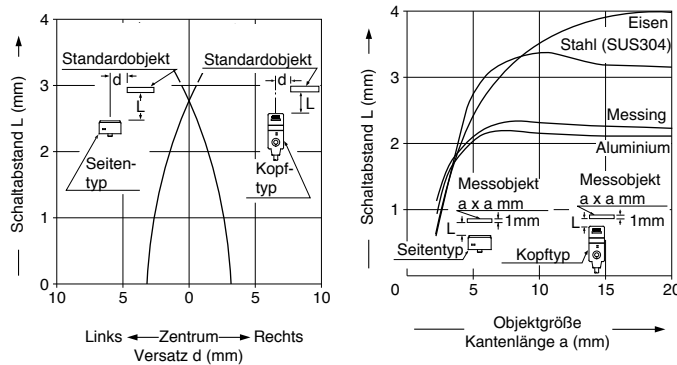 Schaltabstand L (mm)
4
3
2
1
0
Standardobjekt
Standardobjekt
d
d
L
L
Seiten-
typ
Kopf-
typ
10
5
0
5
10
Links
Zentrum
Rechts
Versatz d (mm)
Schaltabstand L (mm)
4
3
2
1
Eisen
Stahl (SUS304)
Messing
Aluminium
Messobjekt
a x a mm
1mm
L
Seitentyp
Messobjekt
a x a mm
1mm
L
Kopftyp
0
5
10
15
20
Objektgröße
Kantenlänge a (mm)